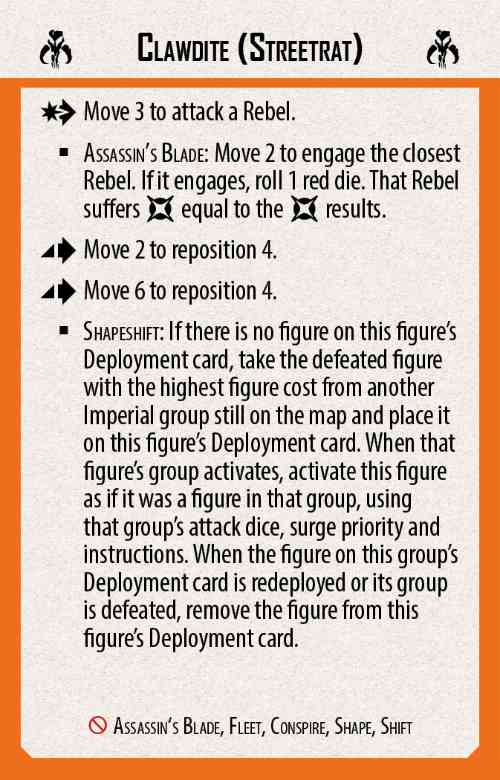 Clawdite (Streetrat)
Move 3 to attack a Rebel.
Assassin's Blade: Move 2 to engage the closest
Rebel. If it engages, roll 1 red die. That Rebel
suffers equal to the results.
Move 2 to reposition 4.
Move 6 to reposition 4.
Shapeshift: If there is no figure on this figure's
Deployment card, take the defeated figure
with the highest figure cost from another
Imperial group still on the map and place it
on this figure's Deployment card. When that
figure's group activates, activate this figure
as if it was a figure in that group, using
that group's attack dice, surge priority and
instructions. When the figure on this group's
Deployment card is redeployed or its group
is defeated, remove the figure from this
figure's Deployment card.
Assassin's Blade, Fleet, Conspire, Shape, Shift